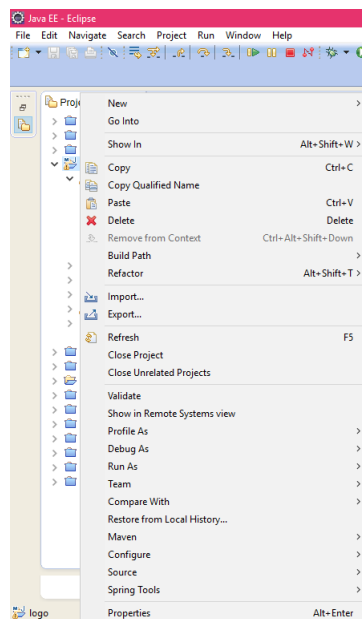 Java EE - Eclipse
File Edit Navigate Search Project Run Window Help
Proj
New
Go Into
Show In Alt+Shift+W
Copy Ctrl+C
Copy Qualified Name
Paste Ctrl+V
Delete Delete
Remove from Context Ctrl+Alt+Shift+Down
Build Path
Refactor Alt+Shift+T
Import...
Export...
Refresh F5
Close Project
Close Unrelated Projects
Validate
Show in Remote Systems view
Profile As
Debug As
Run As
Team
Compare With
Restore from Local History...
Maven
Configure
Source
Spring Tools
Properties Alt+Enter
logo